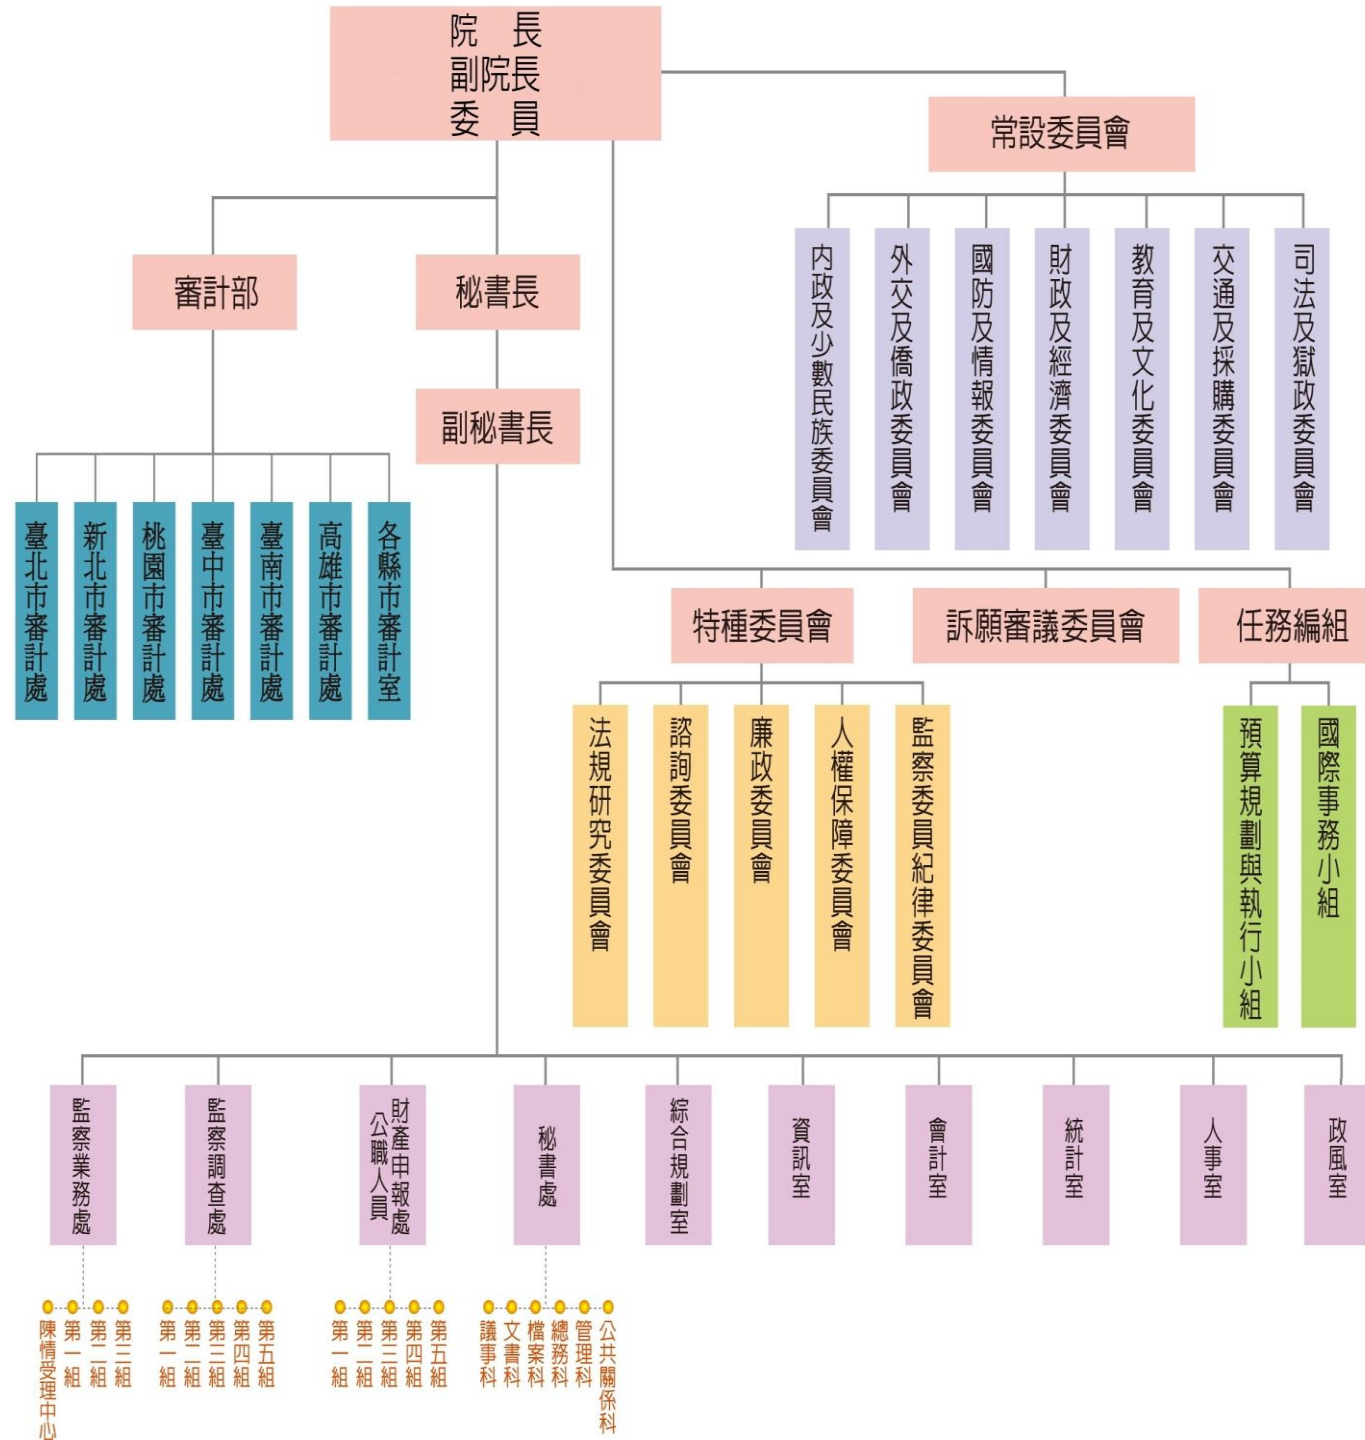 院 長
副院長
委 員
常設委員會
內政及少數民族委員會
外交及僑政委員會
國防及情報委員會
財政及經濟委員會
教育及文化委員會
交通及採購委員會
司法及獄政委員會
審計部
秘書長
副秘書長
臺北市審計處
新北市審計處
桃園市審計處
臺中市審計處
臺南市審計處
高雄市審計處
各縣市審計室
特種委員會
訴願審議委員會
任務編組
法規研究委員會
諮詢委員會
廉政委員會
人權保障委員會
監察委員紀律委員會
預算規劃與執行小組
國際事務小組
監察業務處
監察調查處
公職人員
財產申報處
秘書處
綜合規劃室
資訊室
會計室
統計室
人事室
政風室
陳情受理中心
第一組
第二組
第三組
第一組
第二組
第三組
第四組
第五組
第一組
第二組
第三組
第四組
第五組
議事科
文書科
檔案科
總務科
管理科
公共關係科